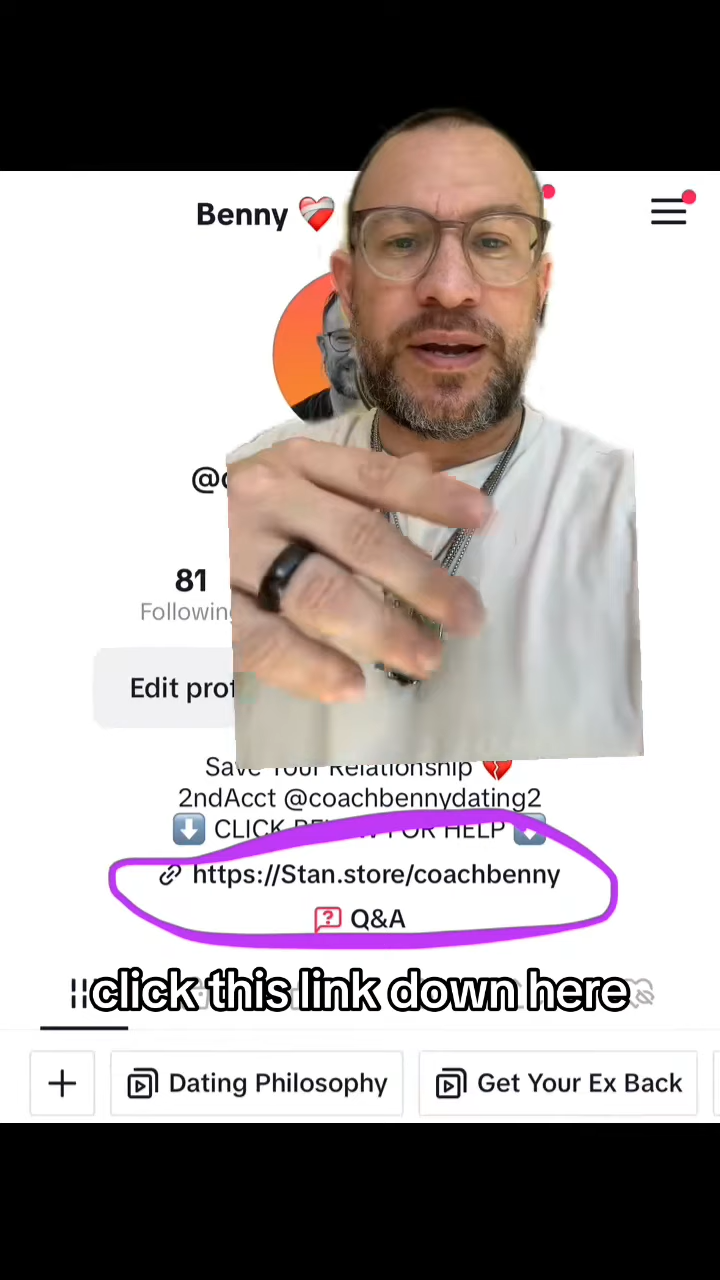 Benny ❤️‍🩹
81
Following
Edit
Save Your Relationship 💔
2ndAcct @coachbennydating2
⬇️ CLICK BELOW FOR HELP ⬇️
https://Stan.store/coachbenny
Q&A
click this link down here
Dating Philosophy
Get Your Ex Back